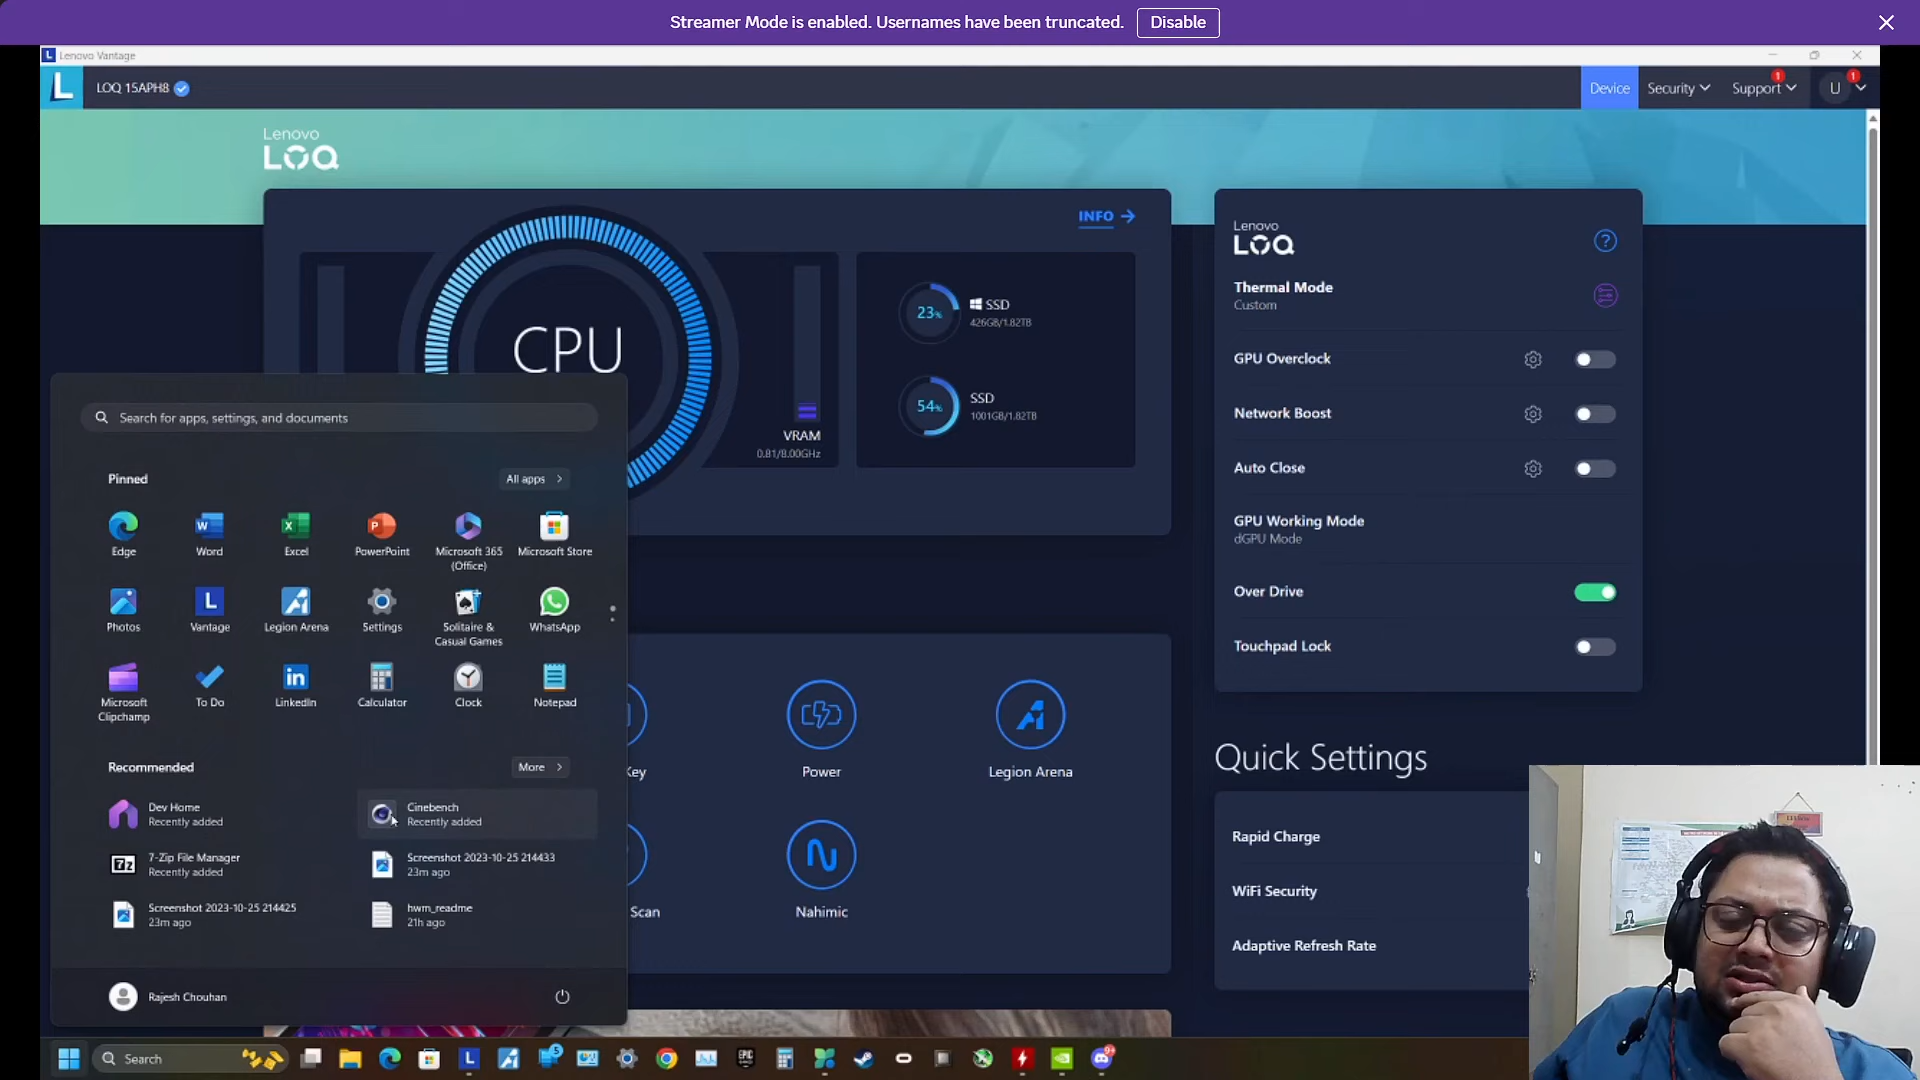 Streamer Mode is enabled. Usernames have been truncated. Disable
Lenovo Vantage
LOQ 15APH8
Device Security Support U
1
1
Lenovo
LOQ
INFO
CPU
23%
SSD
426GB/1.82TB
54%
SSD
1001GB/1.82TB
VRAM
0.81/8.00GHz
Lenovo
LOQ
Thermal Mode
Custom
GPU Overclock
Network Boost
Auto Close
GPU Working Mode
dGPU Mode
Over Drive
Touchpad Lock
Search for apps, settings, and documents
Pinned
All apps
Edge
Word
Excel
PowerPoint
Microsoft 365
(Office)
Microsoft Store
Photos
Vantage
Legion Arena
Settings
Solitaire &
Casual Games
WhatsApp
Microsoft
Clipchamp
To Do
LinkedIn
Calculator
Clock
Notepad
Recommended
More
Dev Home
Recently added
Cinebench
Recently added
7-Zip File Manager
Recently added
Screenshot 2023-10-25 214433
23m ago
Screenshot 2023-10-25 214425
23m ago
hwm_readme
21h ago
Rajesh Chouhan
Key
Power
Legion Arena
Scan
Nahimic
Quick Settings
Rapid Charge
WiFi Security
Adaptive Refresh Rate
Search